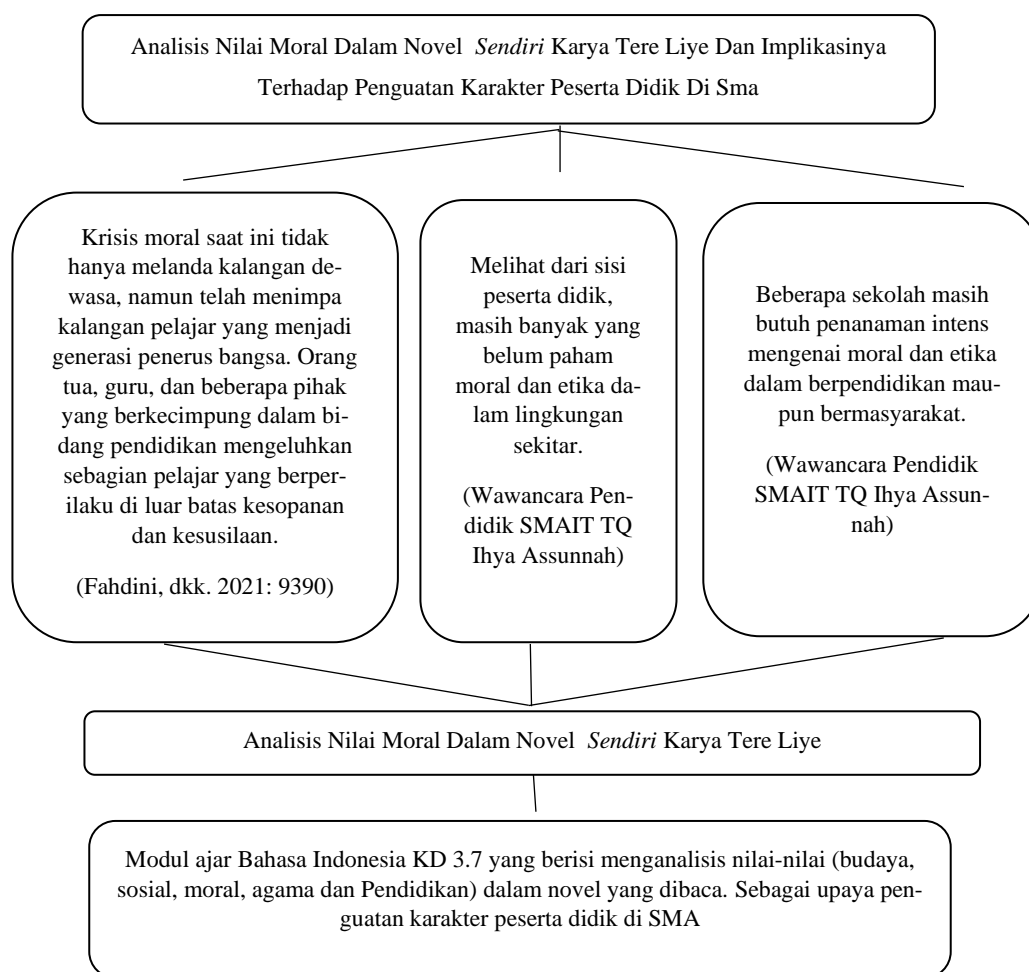 Analisis Nilai Moral Dalam Novel Sendiri Karya Tere Liye Dan Implikasinya
Terhadap Penguatan Karakter Peserta Didik Di Sma
Krisis moral saat ini tidak
hanya melanda kalangan de-
wasa, namun telah menimpa
kalangan pelajar yang menjadi
generasi penerus bangsa. Orang
tua, guru, dan beberapa pihak
yang berkecimpung dalam bi-
dang pendidikan mengeluhkan
sebagian pelajar yang berper-
ilaku di luar batas kesopanan
dan kesusilaan.
(Fahdini, dkk. 2021: 9390)
Melihat dari sisi
peserta didik,
masih banyak yang
belum paham
moral dan etika da-
lam lingkungan
sekitar.
(Wawancara Pen-
didik SMAIT TQ
Ihya Assunnah)
Beberapa sekolah masih
butuh penanaman intens
mengenai moral dan etika
dalam berpendidikan mau-
pun bermasyarakat.
(Wawancara Pendidik
SMAIT TQ Ihya Assun-
nah)
Analisis Nilai Moral Dalam Novel Sendiri Karya Tere Liye
Modul ajar Bahasa Indonesia KD 3.7 yang berisi menganalisis nilai-nilai (budaya,
sosial, moral, agama dan Pendidikan) dalam novel yang dibaca. Sebagai upaya pen-
guatan karakter peserta didik di SMA